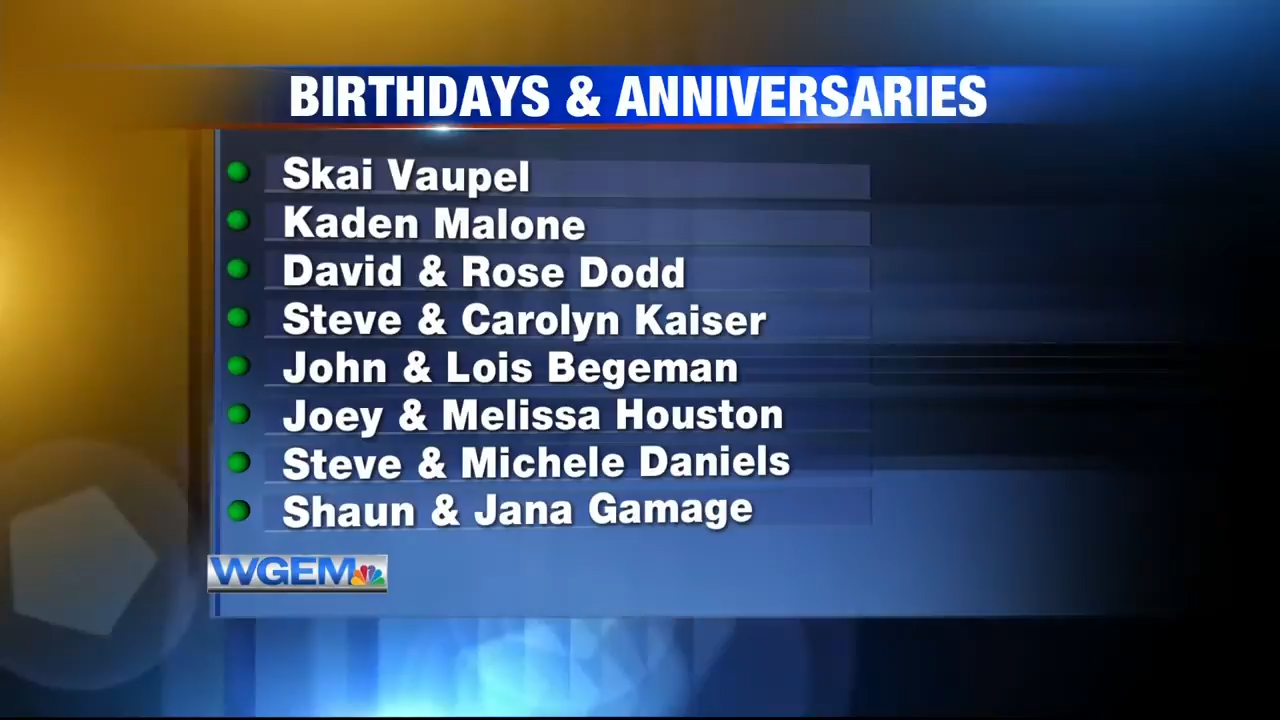 BIRTHDAYS & ANNIVERSARIES
Skai Vaupel
Kaden Malone
David & Rose Dodd
Steve & Carolyn Kaiser
John & Lois Begeman
Joey & Melissa Houston
Steve & Michele Daniels
Shaun & Jana Gamage
WGEM